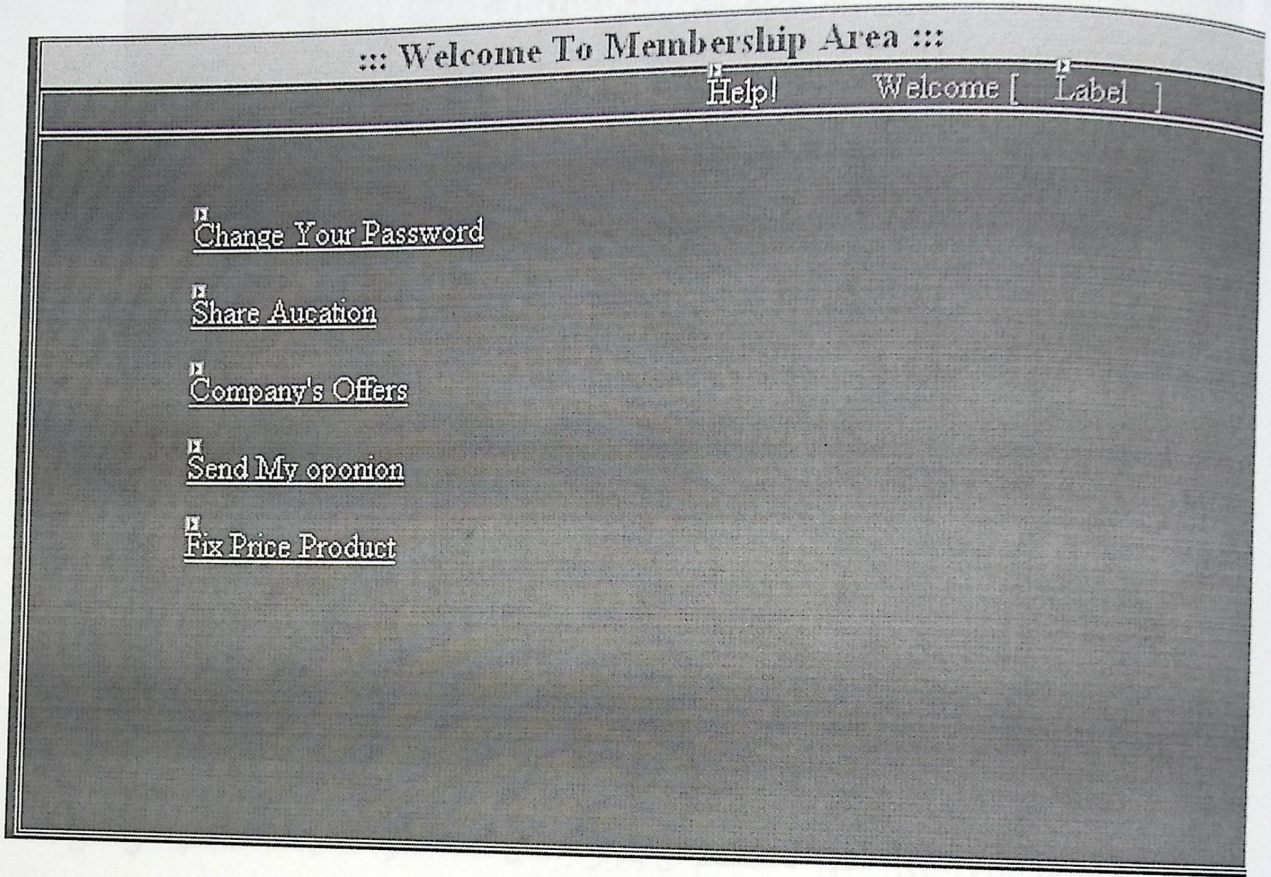 ::: Welcome To Membership Area :::
Help! Welcome [ Label ]
Change Your Password
Share Aucation
Company's Offers
Send My oponion
Fix Price Product